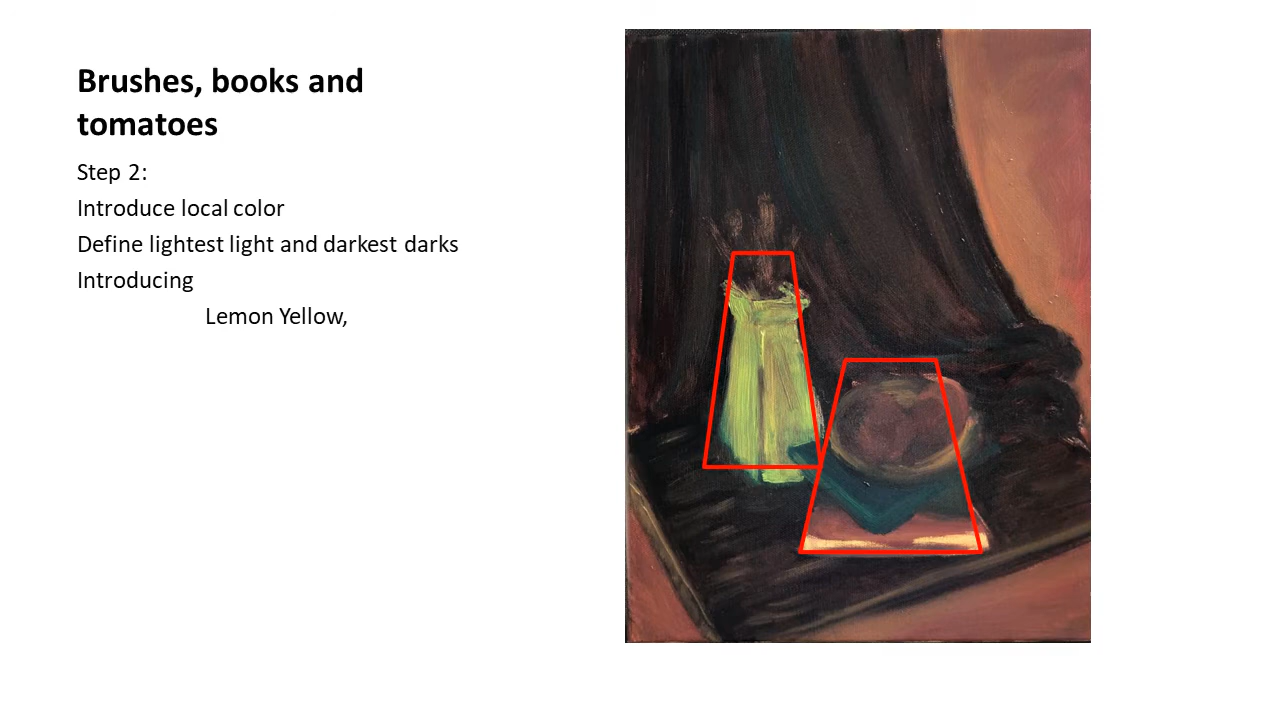 Brushes, books and
tomatoes
Step 2:
Introduce local color
Define lightest light and darkest darks
Introducing
Lemon Yellow,